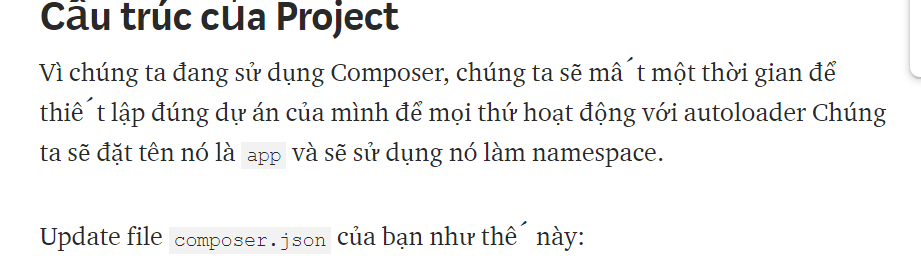 Cấu trúc của Project
Vì chúng ta đang sử dụng Composer, chúng ta sẽ mất một thời gian để
thiết lập đúng dự án của mình để mọi thứ hoạt động với autoloader Chúng
ta sẽ đặt tên nó là app và sẽ sử dụng nó làm namespace.
Update file composer.json của bạn như thế này: